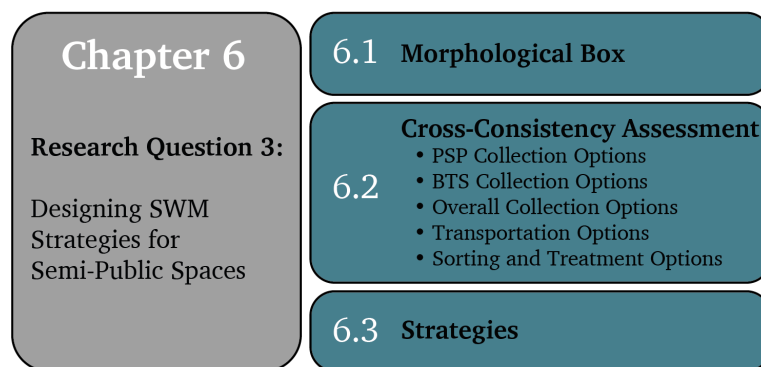 Chapter 6
Research Question 3:
Designing SWM
Strategies for
Semi-Public Spaces
6.1 Morphological Box
6.2 Cross-Consistency Assessment
• PSP Collection Options
• BTS Collection Options
• Overall Collection Options
• Transportation Options
• Sorting and Treatment Options
6.3 Strategies